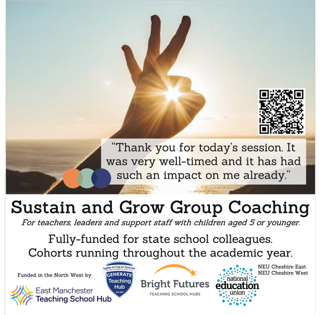 "Thank you for today's session. It
was very well-timed and it has had
such an impact on me already."
Sustain and Grow Group Coaching
For teachers, leaders and support staff with children aged 5 or younger.
Fully-funded for state school colleagues.
Cohorts running throughout the academic year.
Funded in the North West by:
East Manchester
Teaching School Hub
GENERATE
Teaching
Hub
Bright Futures
TEACHING SCHOOL HUBS
national
education
union
NEU Cheshire East
NEU Cheshire West